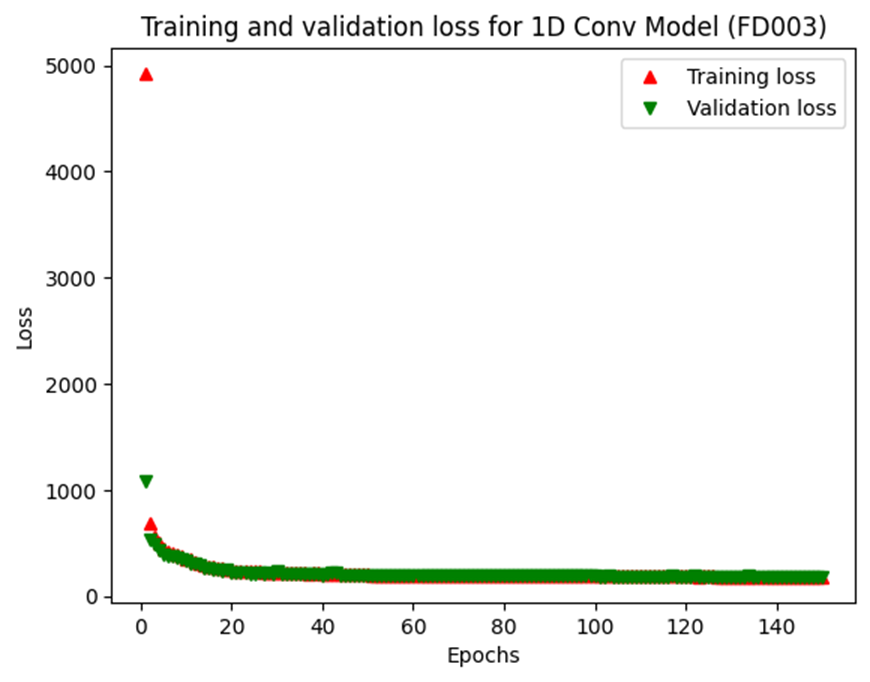 Training and validation loss for 1D Conv Model (FD003)
Training loss
Validation loss
5000
4000
3000
2000
1000
0
Loss
0 20 40 60 80 100 120 140
Epochs